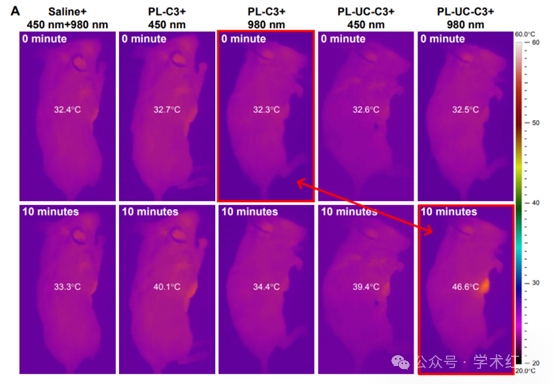 A
Saline+
450 nm+980 nm
PL-C3+
450 nm
PL-C3+
980 nm
PL-UC-C3+
450 nm
PL-UC-C3+
980 nm
0 minute
0 minute
0 minute
0 minute
0 minute
32.4°C
32.7°C
32.3°C
32.6°C
32.5°C
10 minutes
10 minutes
10 minutes
10 minutes
10 minutes
33.3°C
40.1°C
34.4°C
39.4°C
46.6°C
60.0°C
60
50
40
30
20
20.0°C
公众号 · 学术红